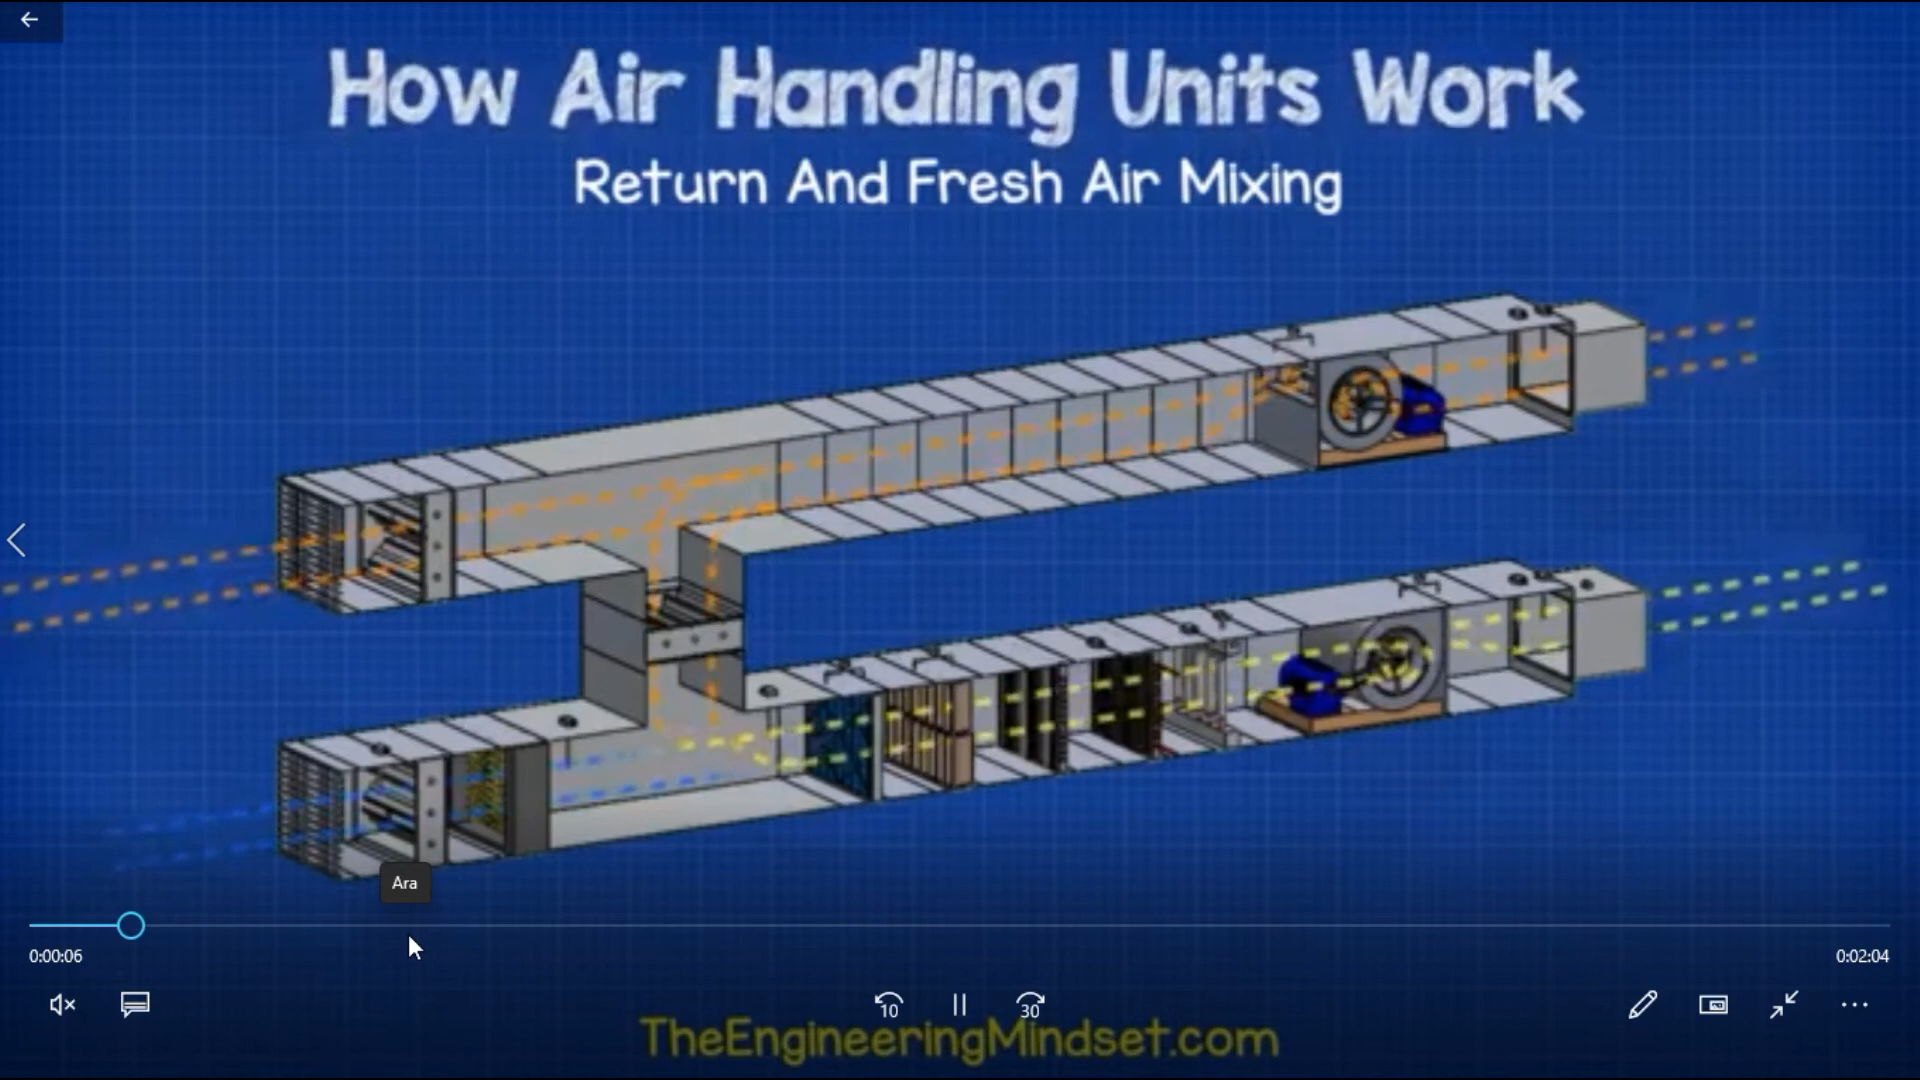 How Air Handling Units Work
Return And Fresh Air Mixing
Ara
0:00:06
0:02:04
10
30
TheEngineeringMindset.com